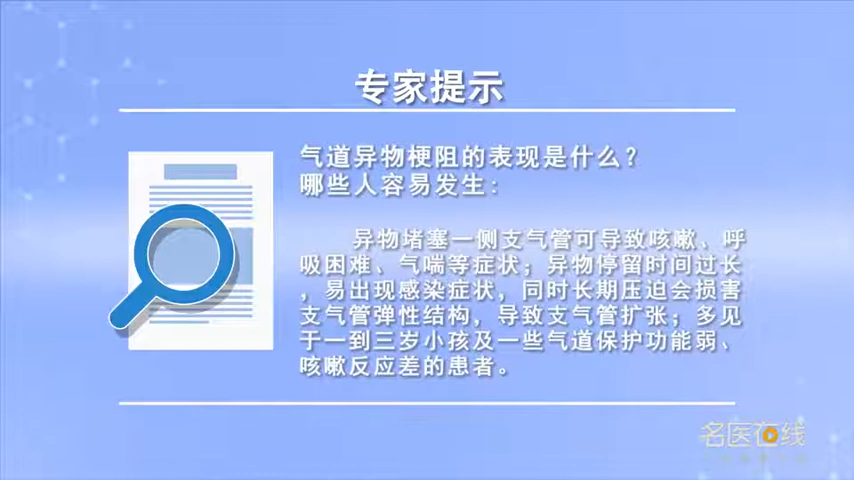 专家提示
气道异物梗阻的表现是什么？
哪些人容易发生：
异物堵塞一侧支气管可导致咳嗽、呼
吸困难、气喘等症状；异物停留时间过长
，易出现感染症状，同时长期压迫会损害
支气管弹性结构，导致支气管扩张；多见
于一到三岁小孩及一些气道保护功能弱、
咳嗽反应差的患者。
名医在线